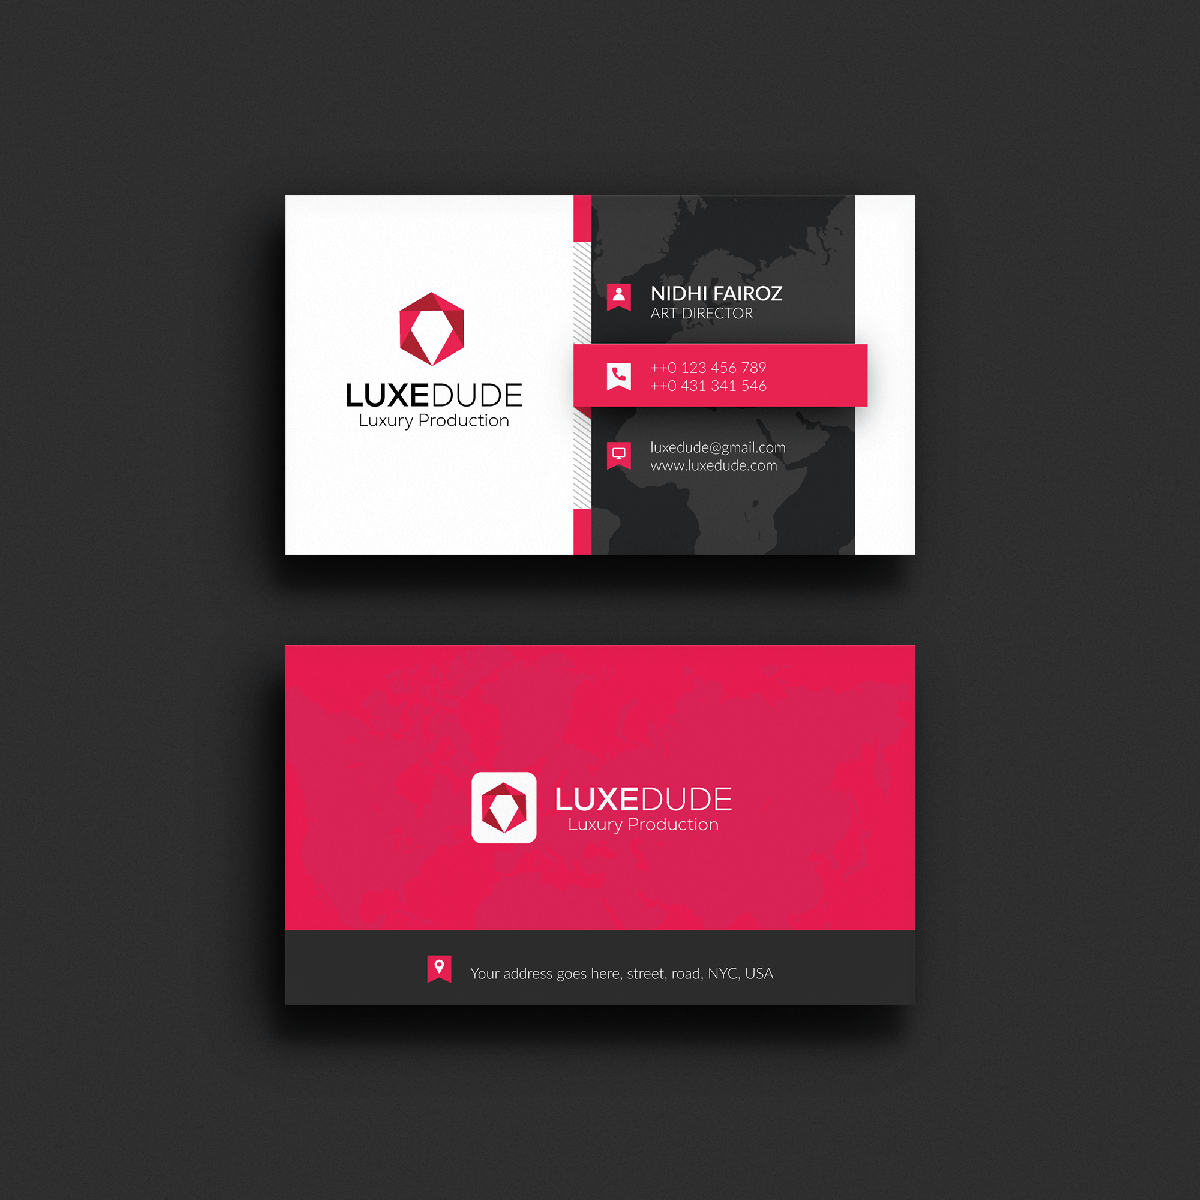 LUXEDUDE
Luxury Production
NIDHI FAIROZ
ART DIRECTOR
++0 123 456 789
++0 431 341 546
luxedude@gmail.com
www.luxedude.com
LUXEDUDE
Luxury Production
Your address goes here, street, road, NYC, USA